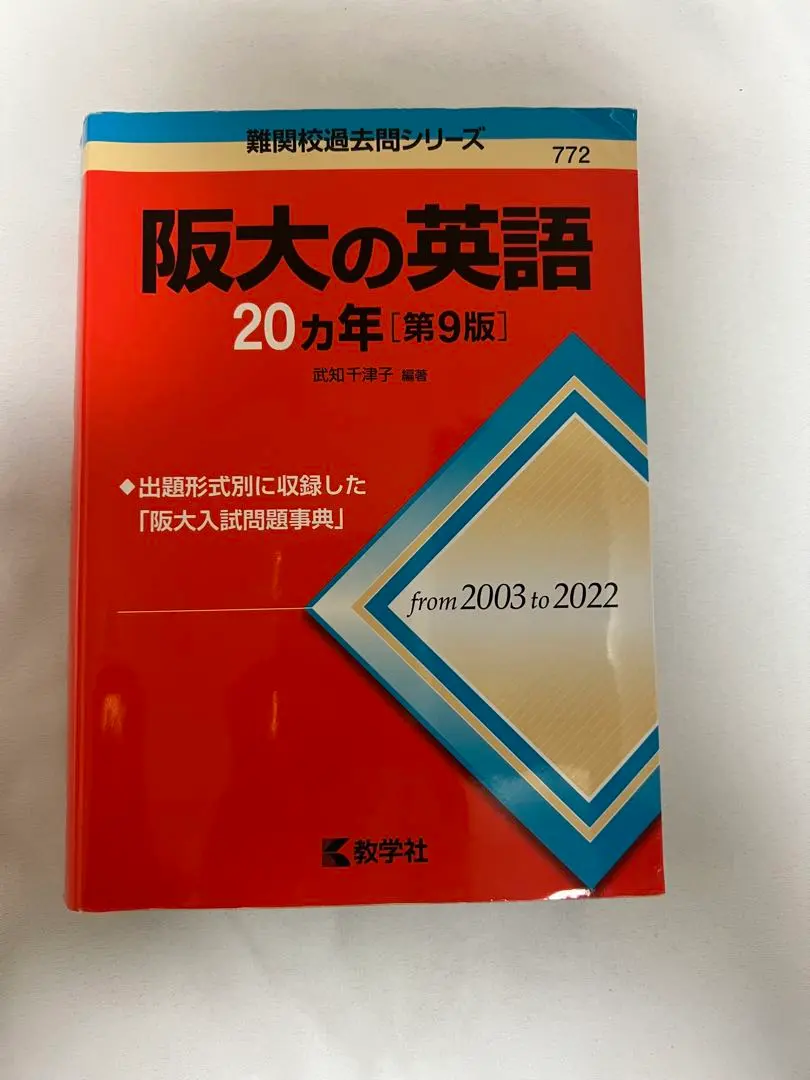 難関校過去問シリーズ
772
阪大の英語
20ヵ年[第9版]
武知千津子 編著
◆出題形式別に収録した
「阪大入試問題事典」
from 2003 to 2022
教学社